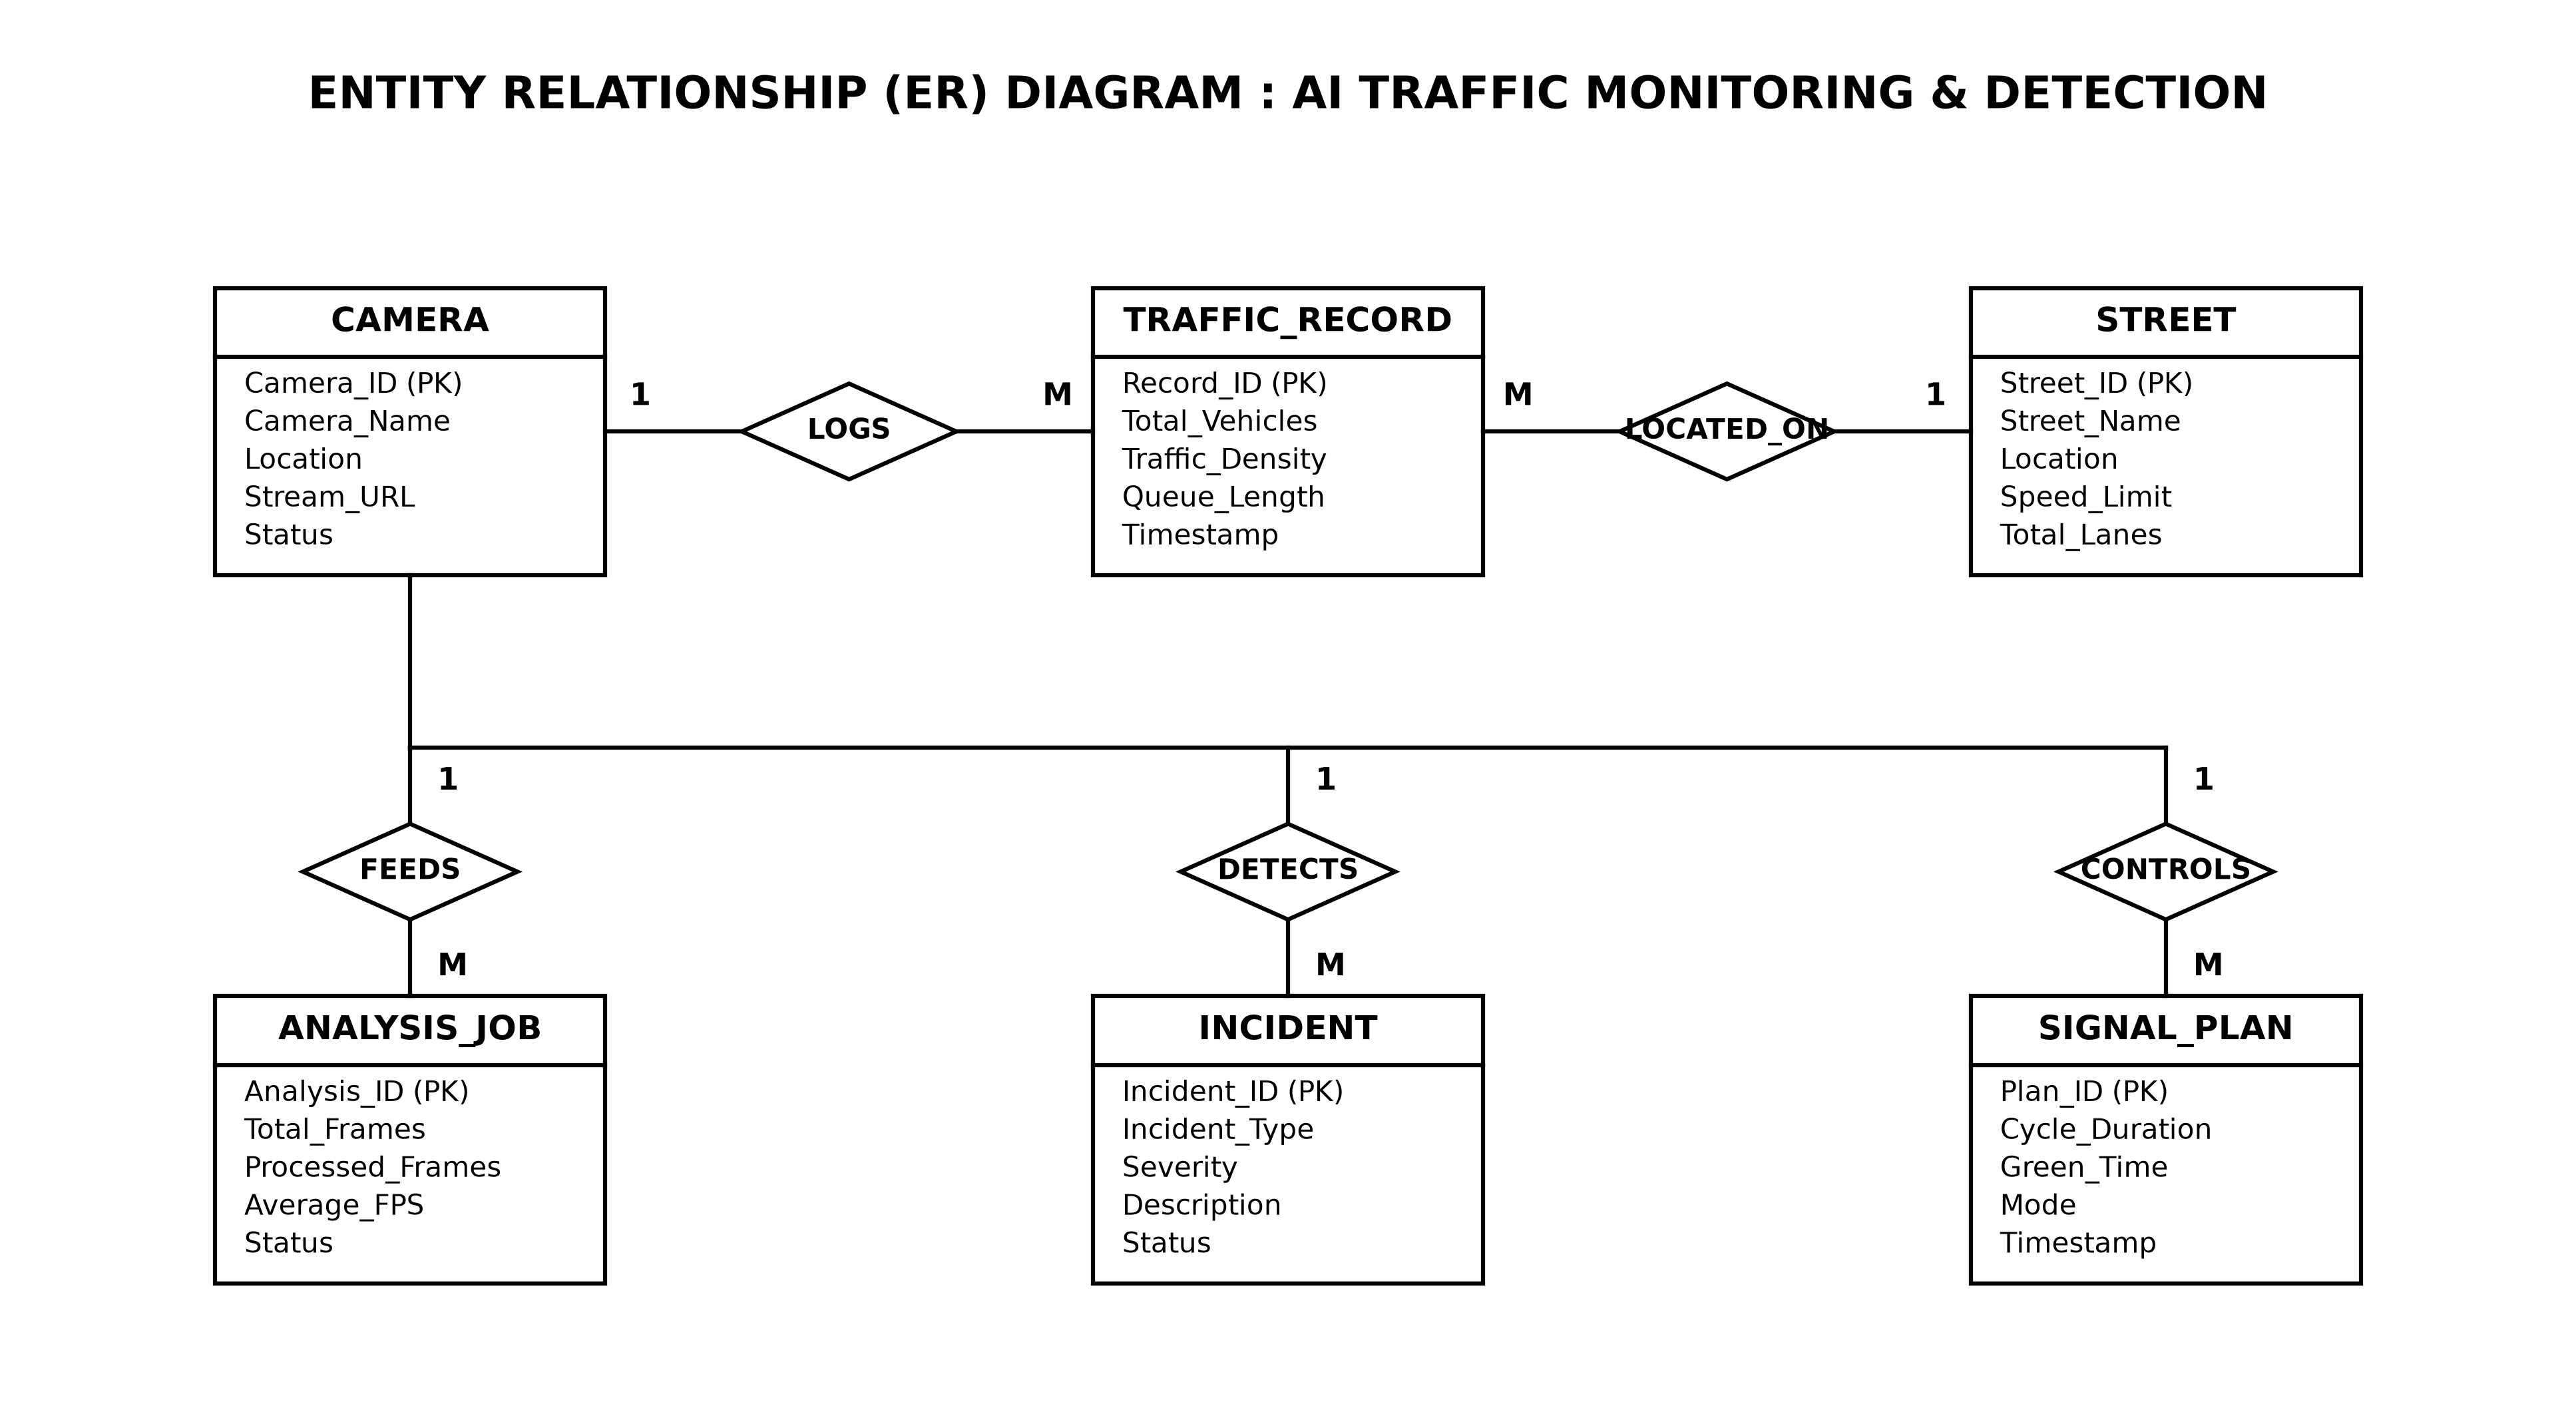 ENTITY RELATIONSHIP (ER) DIAGRAM : AI TRAFFIC MONITORING & DETECTION
CAMERA
Camera_ID (PK)
Camera_Name
Location
Stream_URL
Status
1
LOGS
M
TRAFFIC_RECORD
Record_ID (PK)
Total_Vehicles
Traffic_Density
Queue_Length
Timestamp
M
LOCATED_ON
1
STREET
Street_ID (PK)
Street_Name
Location
Speed_Limit
Total_Lanes
1
FEEDS
M
ANALYSIS_JOB
Analysis_ID (PK)
Total_Frames
Processed_Frames
Average_FPS
Status
1
DETECTS
M
INCIDENT
Incident_ID (PK)
Incident_Type
Severity
Description
Status
1
CONTROLS
M
SIGNAL_PLAN
Plan_ID (PK)
Cycle_Duration
Green_Time
Mode
Timestamp